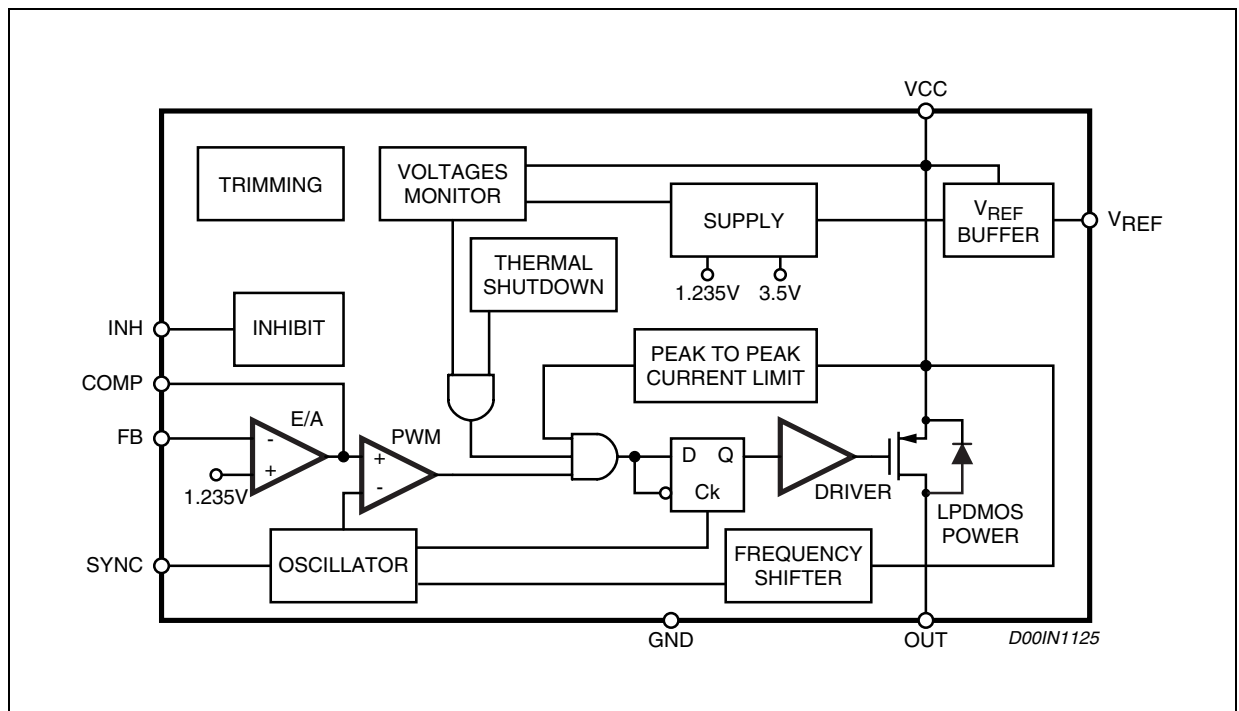 VCC
TRIMMING
VOLTAGES
MONITOR
SUPPLY
VREF
BUFFER
VREF
THERMAL
SHUTDOWN
1.235V
3.5V
INH
INHIBIT
PEAK TO PEAK
CURRENT LIMIT
COMP
E/A
FB
-
+
1.235V
PWM
+
-
D Q
Ck
DRIVER
LPDMOS
POWER
SYNC
OSCILLATOR
FREQUENCY
SHIFTER
GND
OUT
D00IN1125